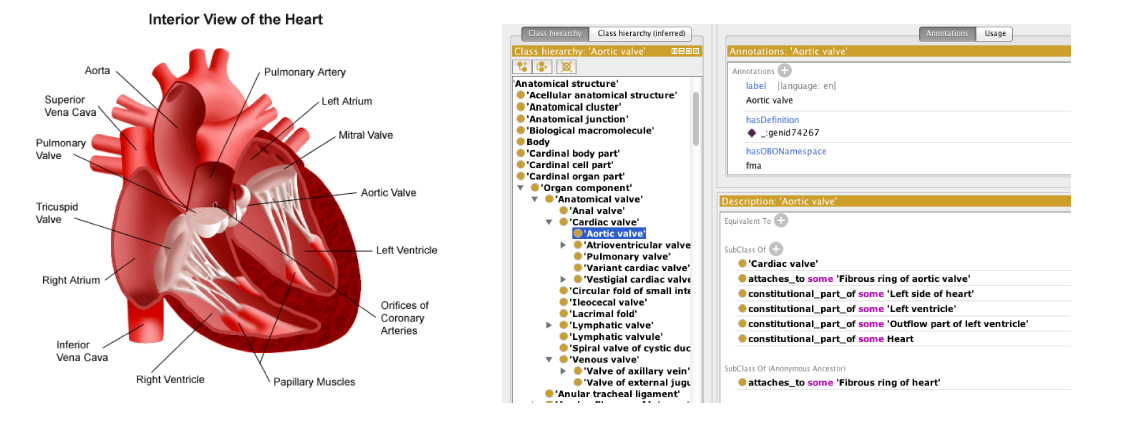 Interior View of the Heart
Aorta
Pulmonary Artery
Superior
Vena Cava
Left Atrium
Pulmonary
Valve
Mitral Valve
Aortic Valve
Tricuspid
Valve
Left Ventricle
Right Atrium
Orifices of
Coronary
Arteries
Inferior
Vena Cava
Right Ventricle
Papillary Muscles
Class hierarchy
Class hierarchy (inferred)
Class hierarchy: 'Aortic valve'
'Anatomical structure'
'Acellular anatomical structure'
'Anatomical cluster'
'Anatomical junction'
'Biological macromolecule'
Body
'Cardinal body part'
'Cardinal cell part'
'Cardinal organ part'
'Organ component'
'Anatomical valve'
'Anal valve'
'Cardiac valve'
'Aortic valve'
'Atrioventricular valve
'Pulmonary valve'
'Variant cardiac valve'
'Vestigial cardiac valve
'Circular fold of small inte
'Ileocecal valve'
'Lacrimal fold'
'Lymphatic valve'
'Lymphatic valvule'
'Spiral valve of cystic duc
'Venous valve'
'Valve of axillary vein'
'Valve of external jugu
'Anular tracheal ligament'
Annotations
Usage
Annotations: 'Aortic valve'
Annotations
label [language: en]
Aortic valve
hasDefinition
_:genid74267
hasOBONamespace
fma
Description: 'Aortic valve'
Equivalent To
SubClass Of
'Cardiac valve'
attaches_to some 'Fibrous ring of aortic valve'
constitutional_part_of some 'Left side of heart'
constitutional_part_of some 'Left ventricle'
constitutional_part_of some 'Outflow part of left ventricle'
constitutional_part_of some Heart
SubClass Of (Anonymous Ancestor)
attaches_to some 'Fibrous ring of heart'